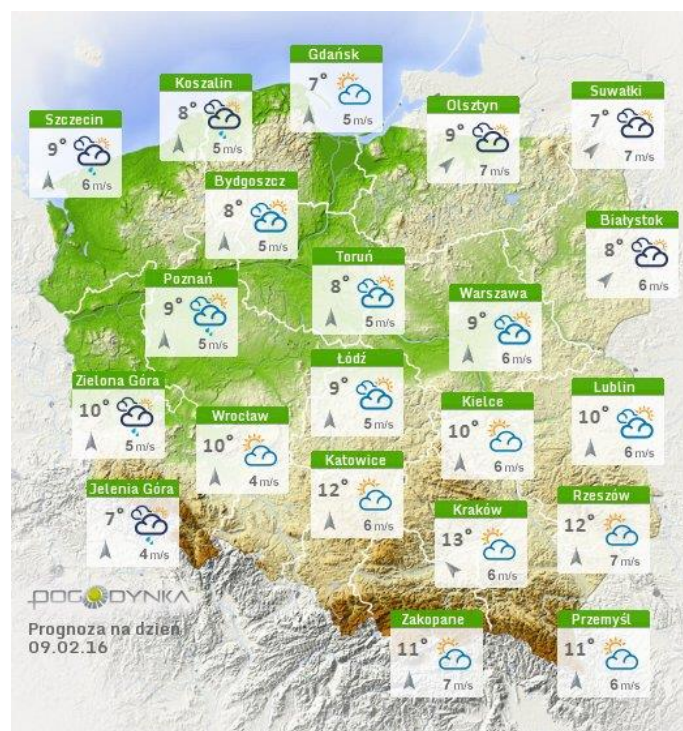 Gdańsk
7°
5 m/s
Koszalin
8°
5 m/s
Suwałki
7°
7 m/s
Olsztyn
9°
7 m/s
Szczecin
9°
6 m/s
Bydgoszcz
8°
5 m/s
Białystok
8°
6 m/s
Toruń
8°
5 m/s
Poznań
9°
5 m/s
Warszawa
9°
6 m/s
Łódź
9°
5 m/s
Zielona Góra
10°
5 m/s
Lublin
10°
6 m/s
Kielce
10°
6 m/s
Wrocław
10°
4 m/s
Katowice
12°
6 m/s
Jelenia Góra
7°
4 m/s
Rzeszów
12°
7 m/s
Kraków
13°
6 m/s
POGODYNKA
Prognoza na dzień
09.02.16
Zakopane
11°
7 m/s
Przemyśl
11°
6 m/s